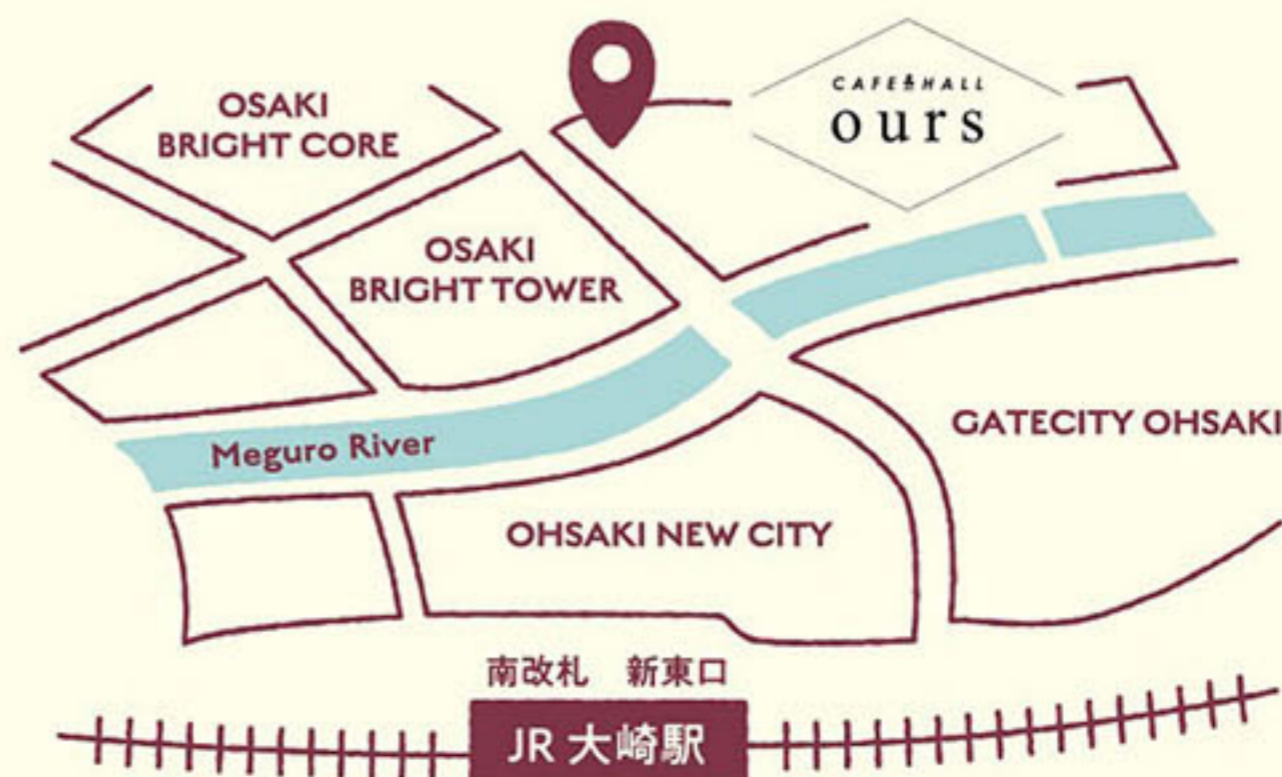 CAFE&HALL
ours
OSAKI
BRIGHT CORE
OSAKI
BRIGHT TOWER
GATECITY OHSAKI
Meguro River
OHSAKI NEW CITY
南改札 新東口
JR 大崎駅